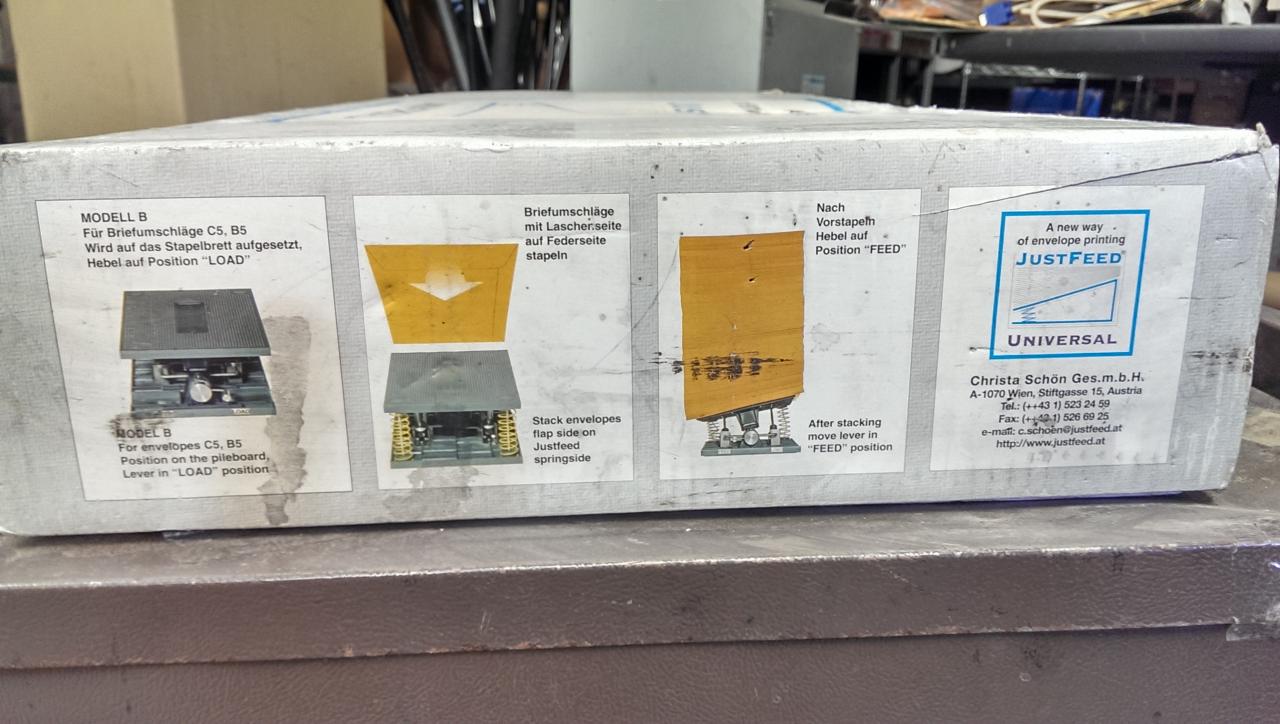 MODELL B
Für Briefumschläge C5, B5
Wird auf das Stapelbrett aufgesetzt,
Hebel auf Position “LOAD”
MODEL B
For envelopes C5, B5
Position on the pileboard,
Lever in “LOAD” position
Briefumschläge
mit Laschenseite
auf Federseite
stapeln
Stack envelopes
flap side on
Justfeed
springside
Nach
Vorstapeln
Hebel auf
Position “FEED”
After stacking
move lever in
“FEED” position
A new way
of envelope printing
JUSTFEED
UNIVERSAL
Christa Schön Ges.m.b.H.
A-1070 Wien, Stiftgasse 15, Austria
Tel.: (++43 1) 523 24 59
Fax: (++43 1) 526 69 25
e-mail: c.schoen@justfeed.at
http://www.justfeed.at